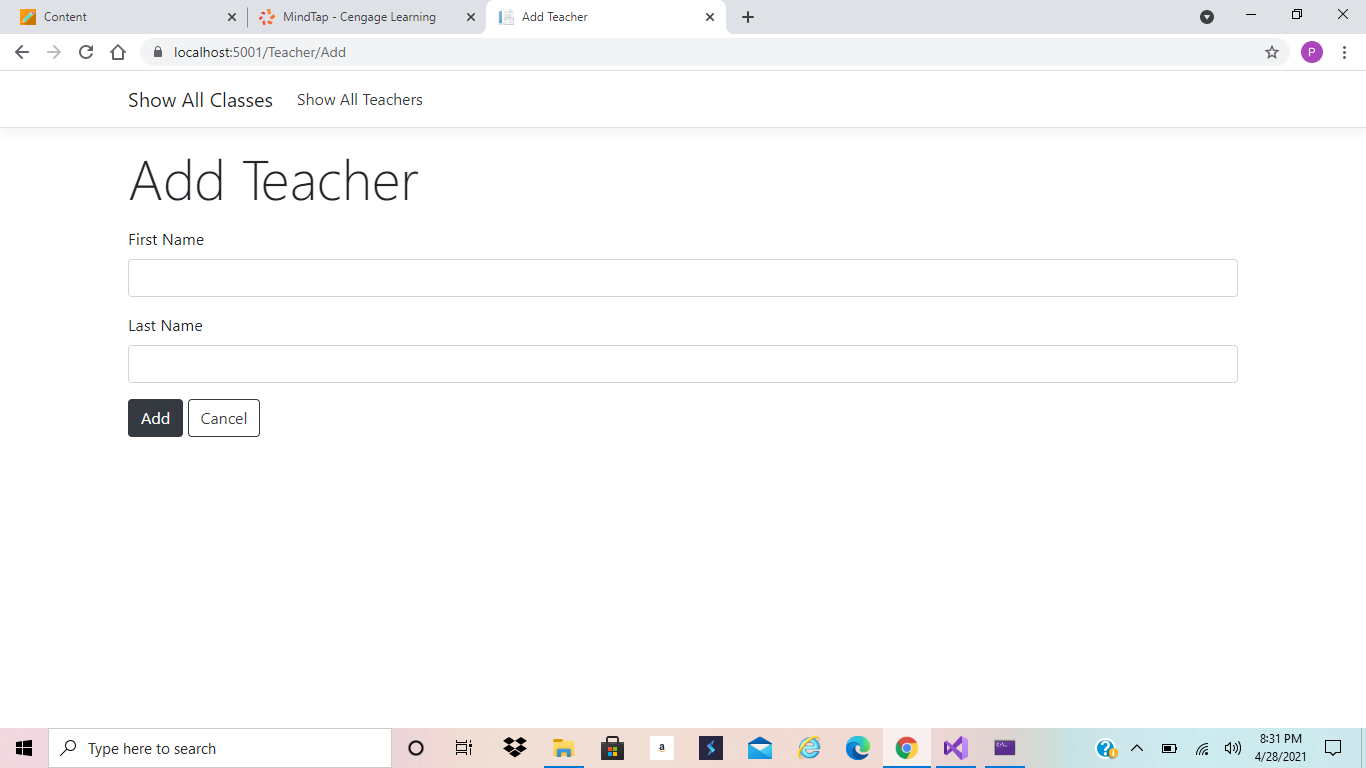 Content
MindTap - Cengage Learning
Add Teacher
localhost:5001/Teacher/Add
P
Show All Classes
Show All Teachers
Add Teacher
First Name
Last Name
Add
Cancel
Type here to search
a
8:31 PM
4/28/2021